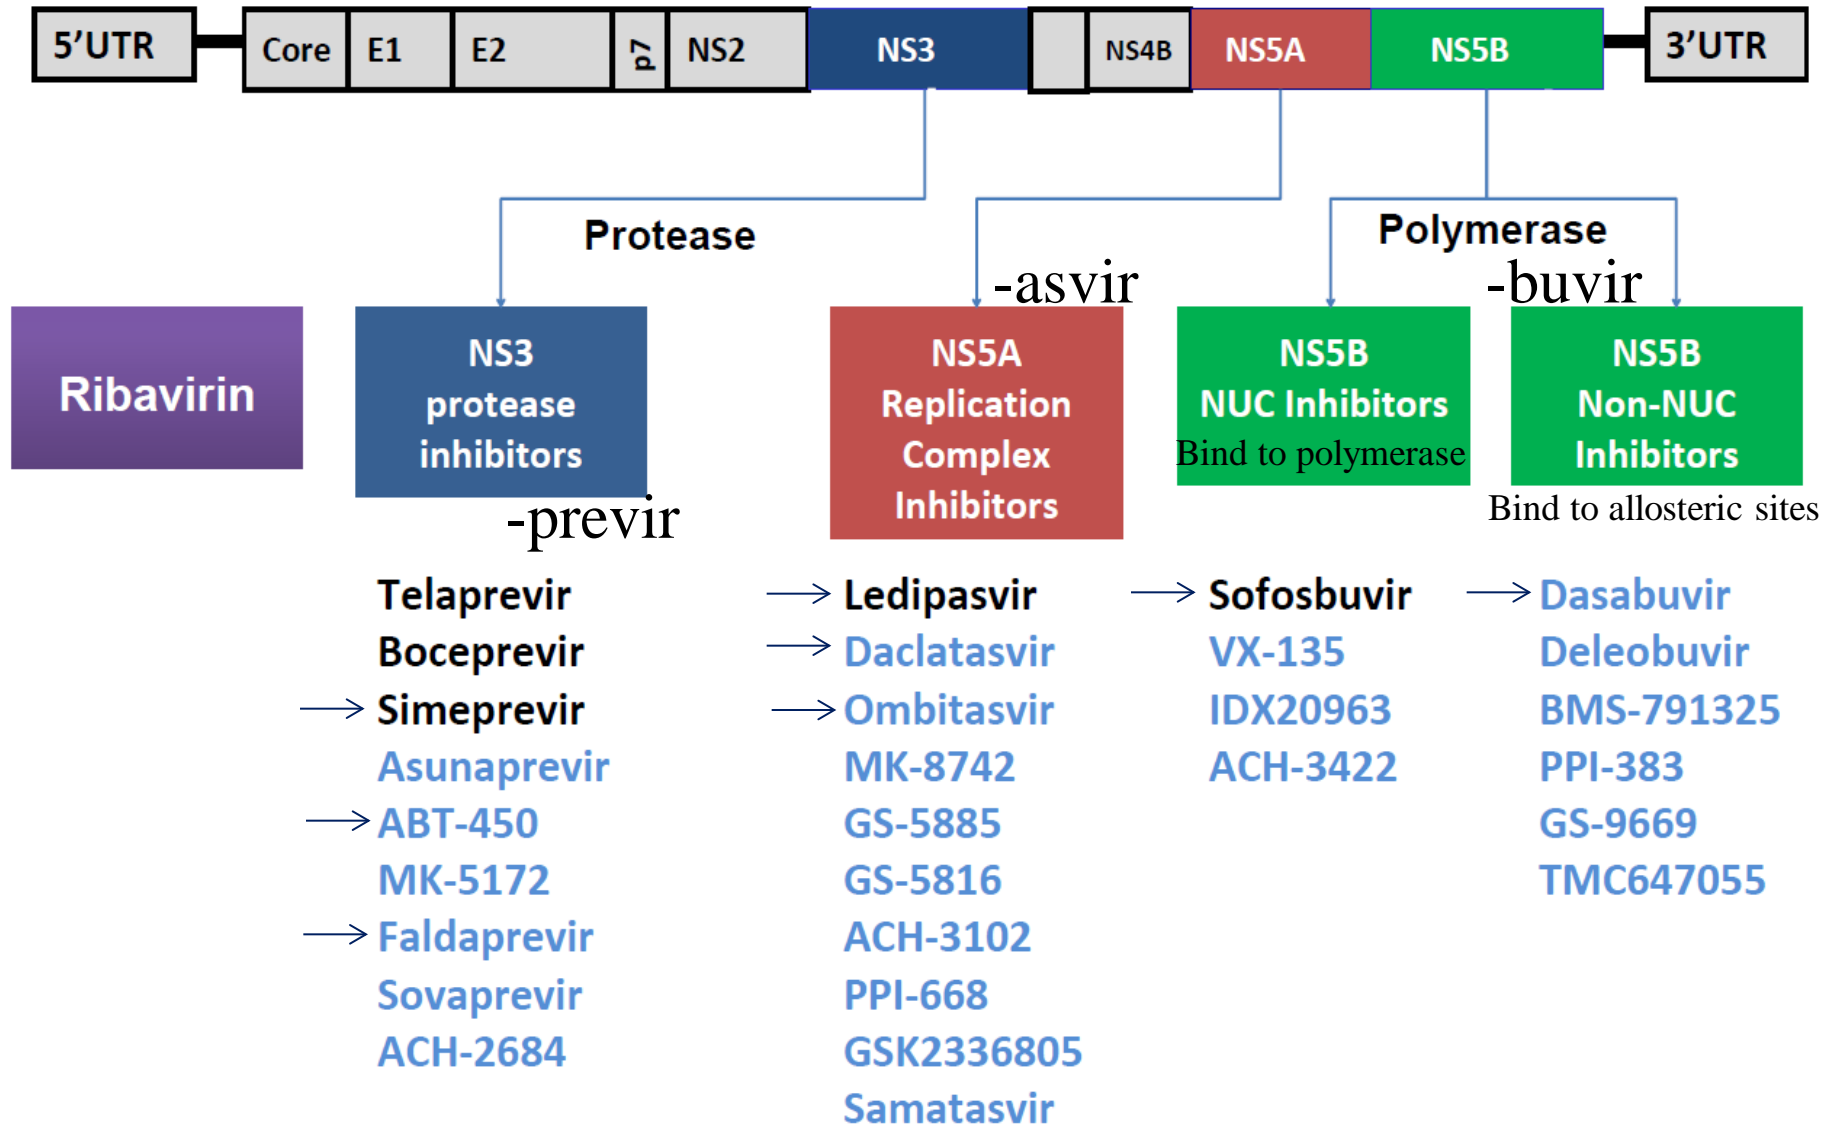 5’UTR
Core
E1
E2
p7
NS2
NS3
NS4B
NS5A
NS5B
3’UTR
Protease
Polymerase
-asvir
-buvir
Ribavirin
NS3
protease
inhibitors
-previr
NS5A
Replication
Complex
Inhibitors
NS5B
NUC Inhibitors
Bind to polymerase
NS5B
Non-NUC
Inhibitors
Bind to allosteric sites
Telaprevir
Boceprevir
Simeprevir
Asunaprevir
ABT-450
MK-5172
Faldaprevir
Sovaprevir
ACH-2684
Ledipasvir
Daclatasvir
Ombitasvir
MK-8742
GS-5885
GS-5816
ACH-3102
PPI-668
GSK2336805
Samatasvir
Sofosbuvir
VX-135
IDX20963
ACH-3422
Dasabuvir
Deleobuvir
BMS-791325
PPI-383
GS-9669
TMC647055